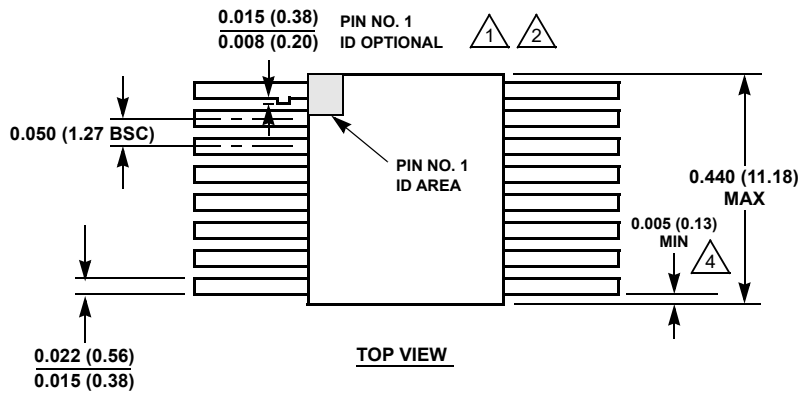 0.015 (0.38)
0.008 (0.20)
PIN NO. 1
ID OPTIONAL
1
2
0.050 (1.27 BSC)
PIN NO. 1
ID AREA
0.440 (11.18)
MAX
0.005 (0.13)
MIN
4
0.022 (0.56)
0.015 (0.38)
TOP VIEW